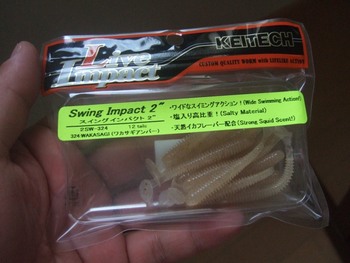 Live Impact
KEITECH
CUSTOM QUALITY WORM WITH
Swing Impact 2"
スイングインパクト 2"
2SW-324
324:WAKASAGI(ワカサギアンバー)
・ワイドなスイミングアクション!(Wide Swimming Action!)
・塩入り高比重!(Salty Material)
・天然イカフレーバー配合(Strong Squid Scent!)